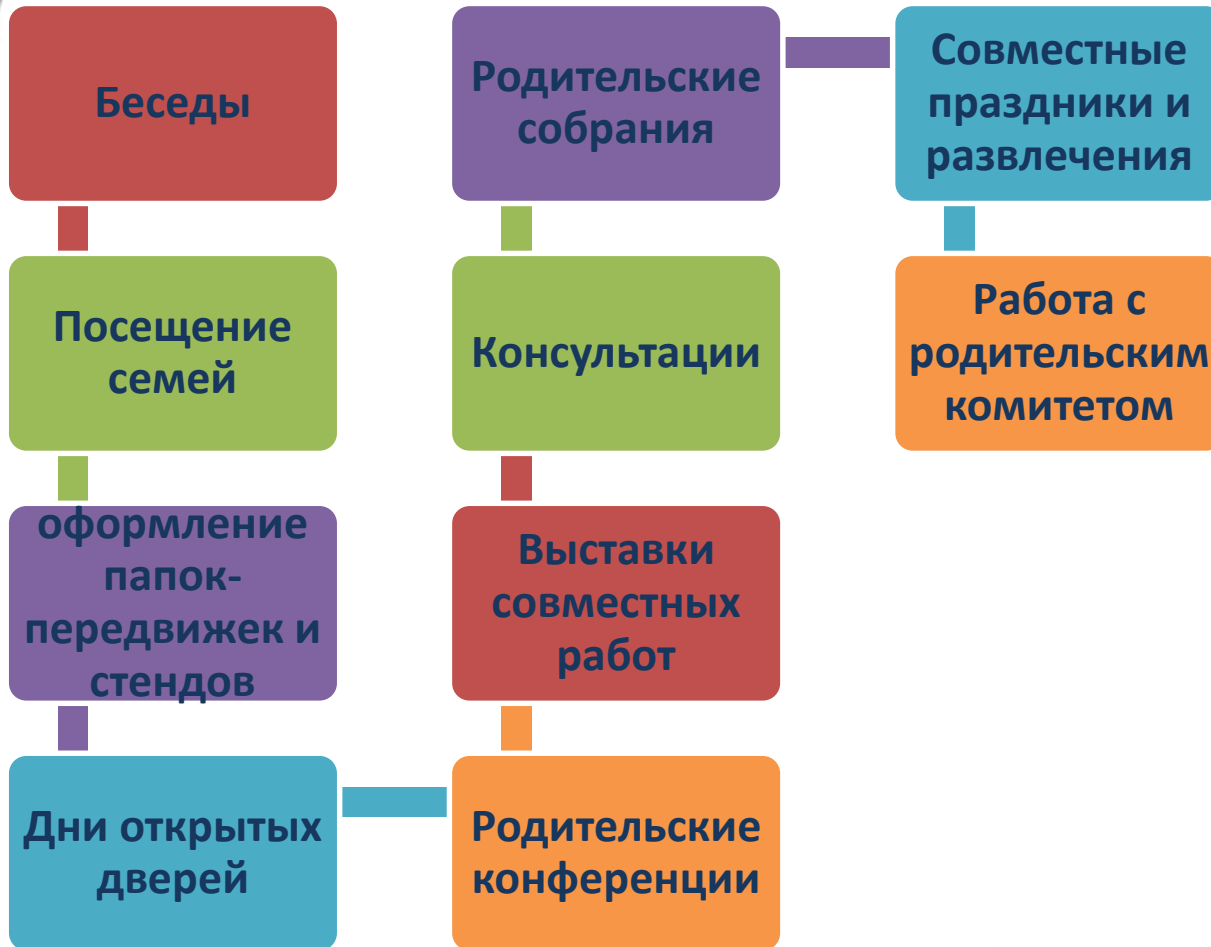 Беседы
Посещение
семей
оформление
папок-
передвижек и
стендов
Дни открытых
дверей
Родительские
конференции
Выставки
совместных
работ
Консультации
Родительские
собрания
Совместные
праздники и
развлечения
Работа с
родительским
комитетом